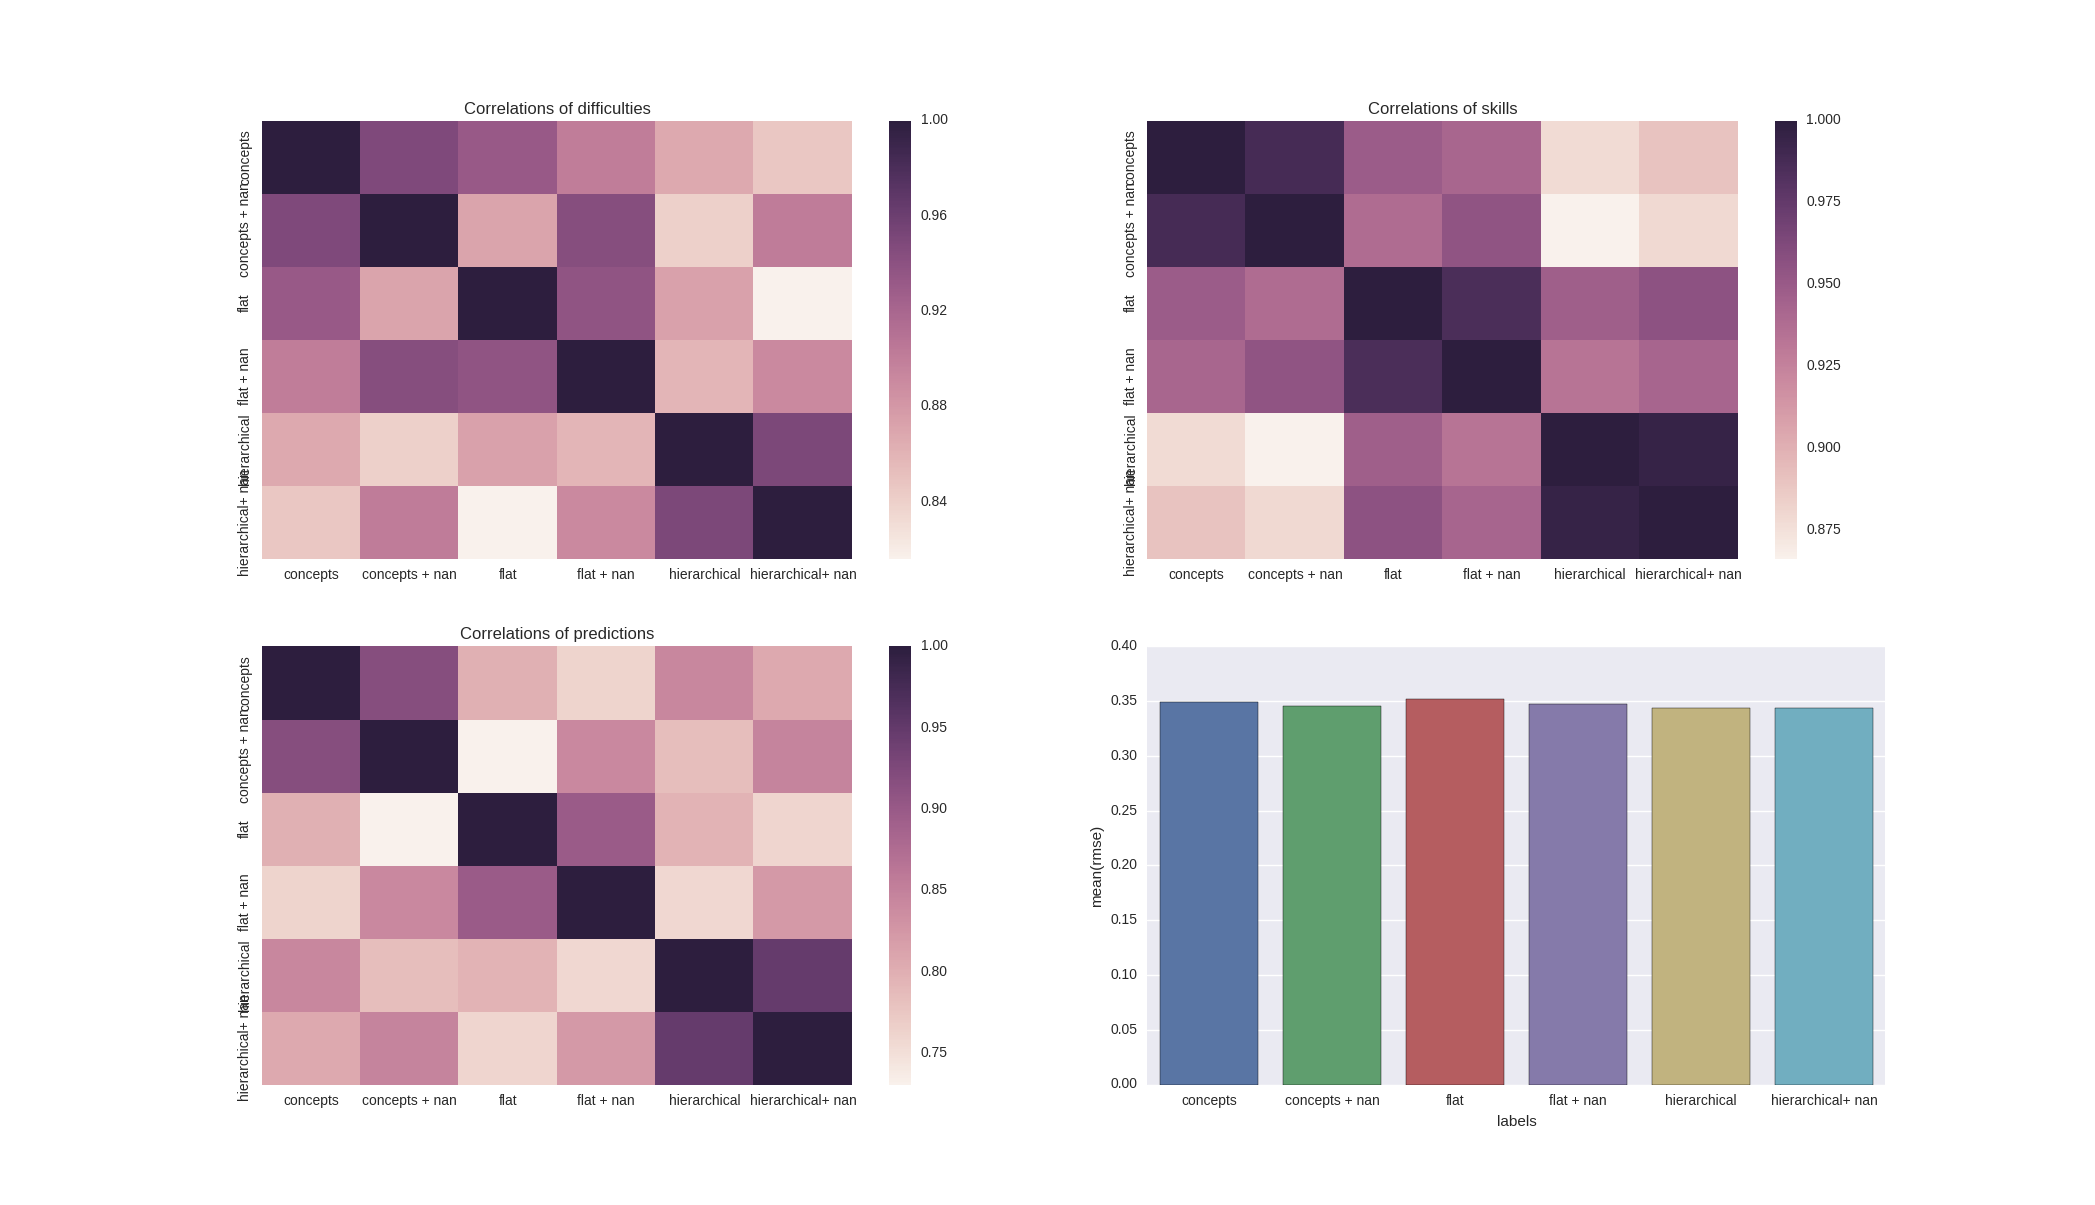 Correlations of difficulties
concepts
concepts + nan
flat
flat + nan
hierarchical
hierarchical+ nan
concepts concepts + nan flat flat + nan hierarchical hierarchical+ nan
1.00
0.96
0.92
0.88
0.84
Correlations of skills
concepts
concepts + nan
flat
flat + nan
hierarchical
hierarchical+ nan
concepts concepts + nan flat flat + nan hierarchical hierarchical+ nan
1.000
0.975
0.950
0.925
0.900
0.875
Correlations of predictions
concepts
concepts + nan
flat
flat + nan
hierarchical
hierarchical+ nan
concepts concepts + nan flat flat + nan hierarchical hierarchical+ nan
1.00
0.95
0.90
0.85
0.80
0.75
mean(rmse)
0.40
0.35
0.30
0.25
0.20
0.15
0.10
0.05
0.00
concepts concepts + nan flat flat + nan hierarchical hierarchical+ nan
labels